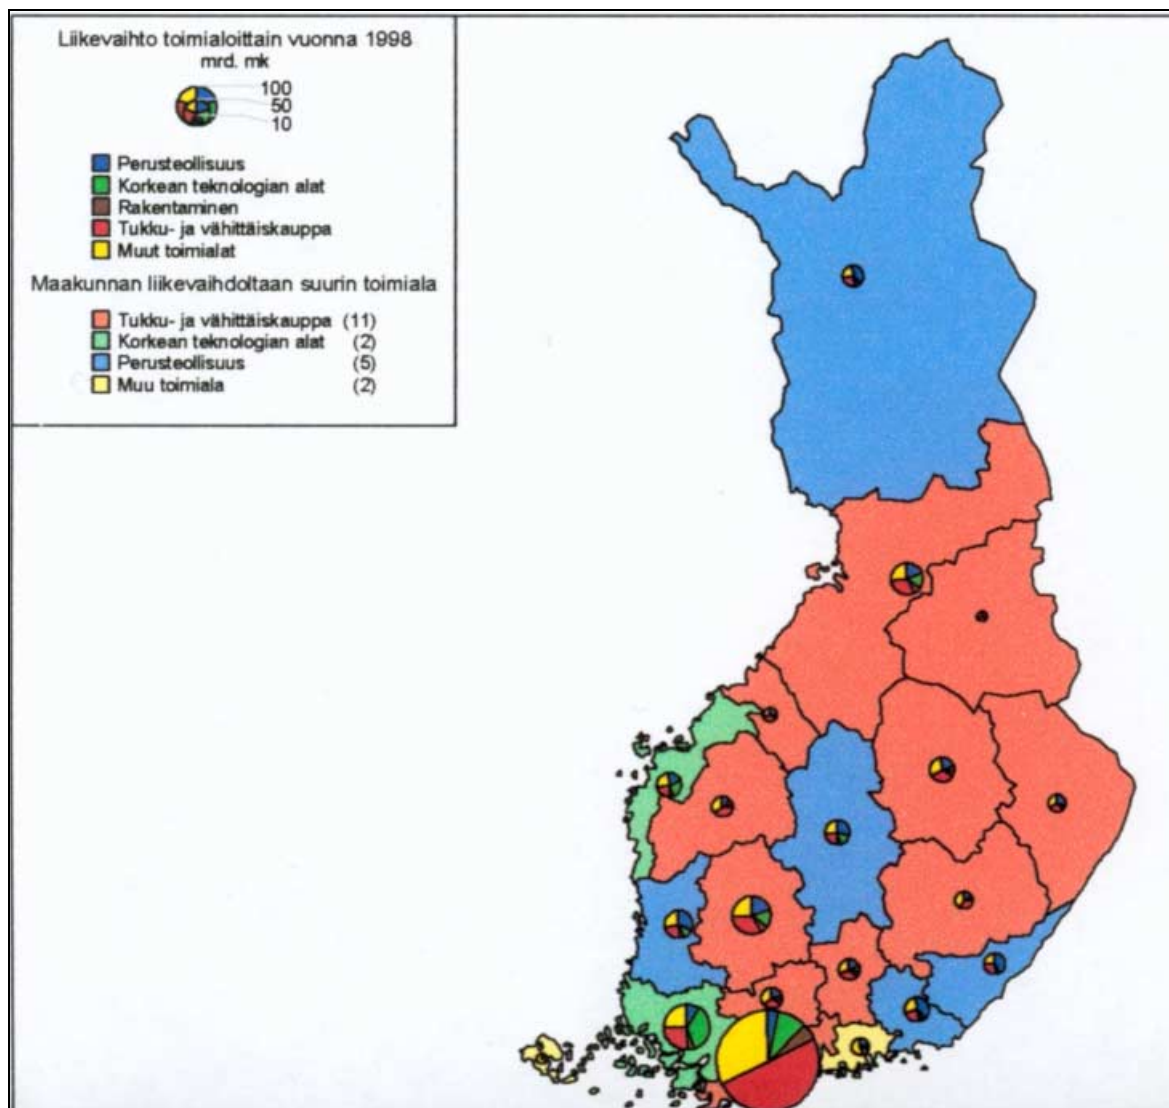 Liikevaihto toimialoittain vuonna 1998
mrd. mk
100
50
10
Perusteollisuus
Korkean teknologian alat
Rakentaminen
Tukku- ja vähittäiskauppa
Muut toimialat
Maakunnan liikevaihdoltaan suurin toimiala
Tukku- ja vähittäiskauppa (11)
Korkean teknologian alat (2)
Perusteollisuus (5)
Muu toimiala (2)